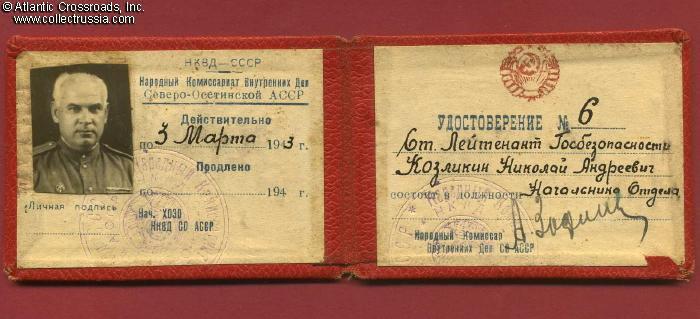 © Atlantic Crossroads, Inc.
© www.collectrussia.com
НКВД — СССР
Народный Комиссариат Внутренних Дел
Северо-Осетинской АССР
Действительно
по 3 Марта 1943 г.
Продлено
по 194 г.
Личная подпись
Нач. ХОЗО
НКВД СО АССР
УДОСТОВЕРЕНИЕ № 6
Ст. Лейтенант Госбезопасности
Козликин Николай Андреевич
состоит в должности Начальника Отдела
Народный Комиссар
Внутренних Дел СО АССР